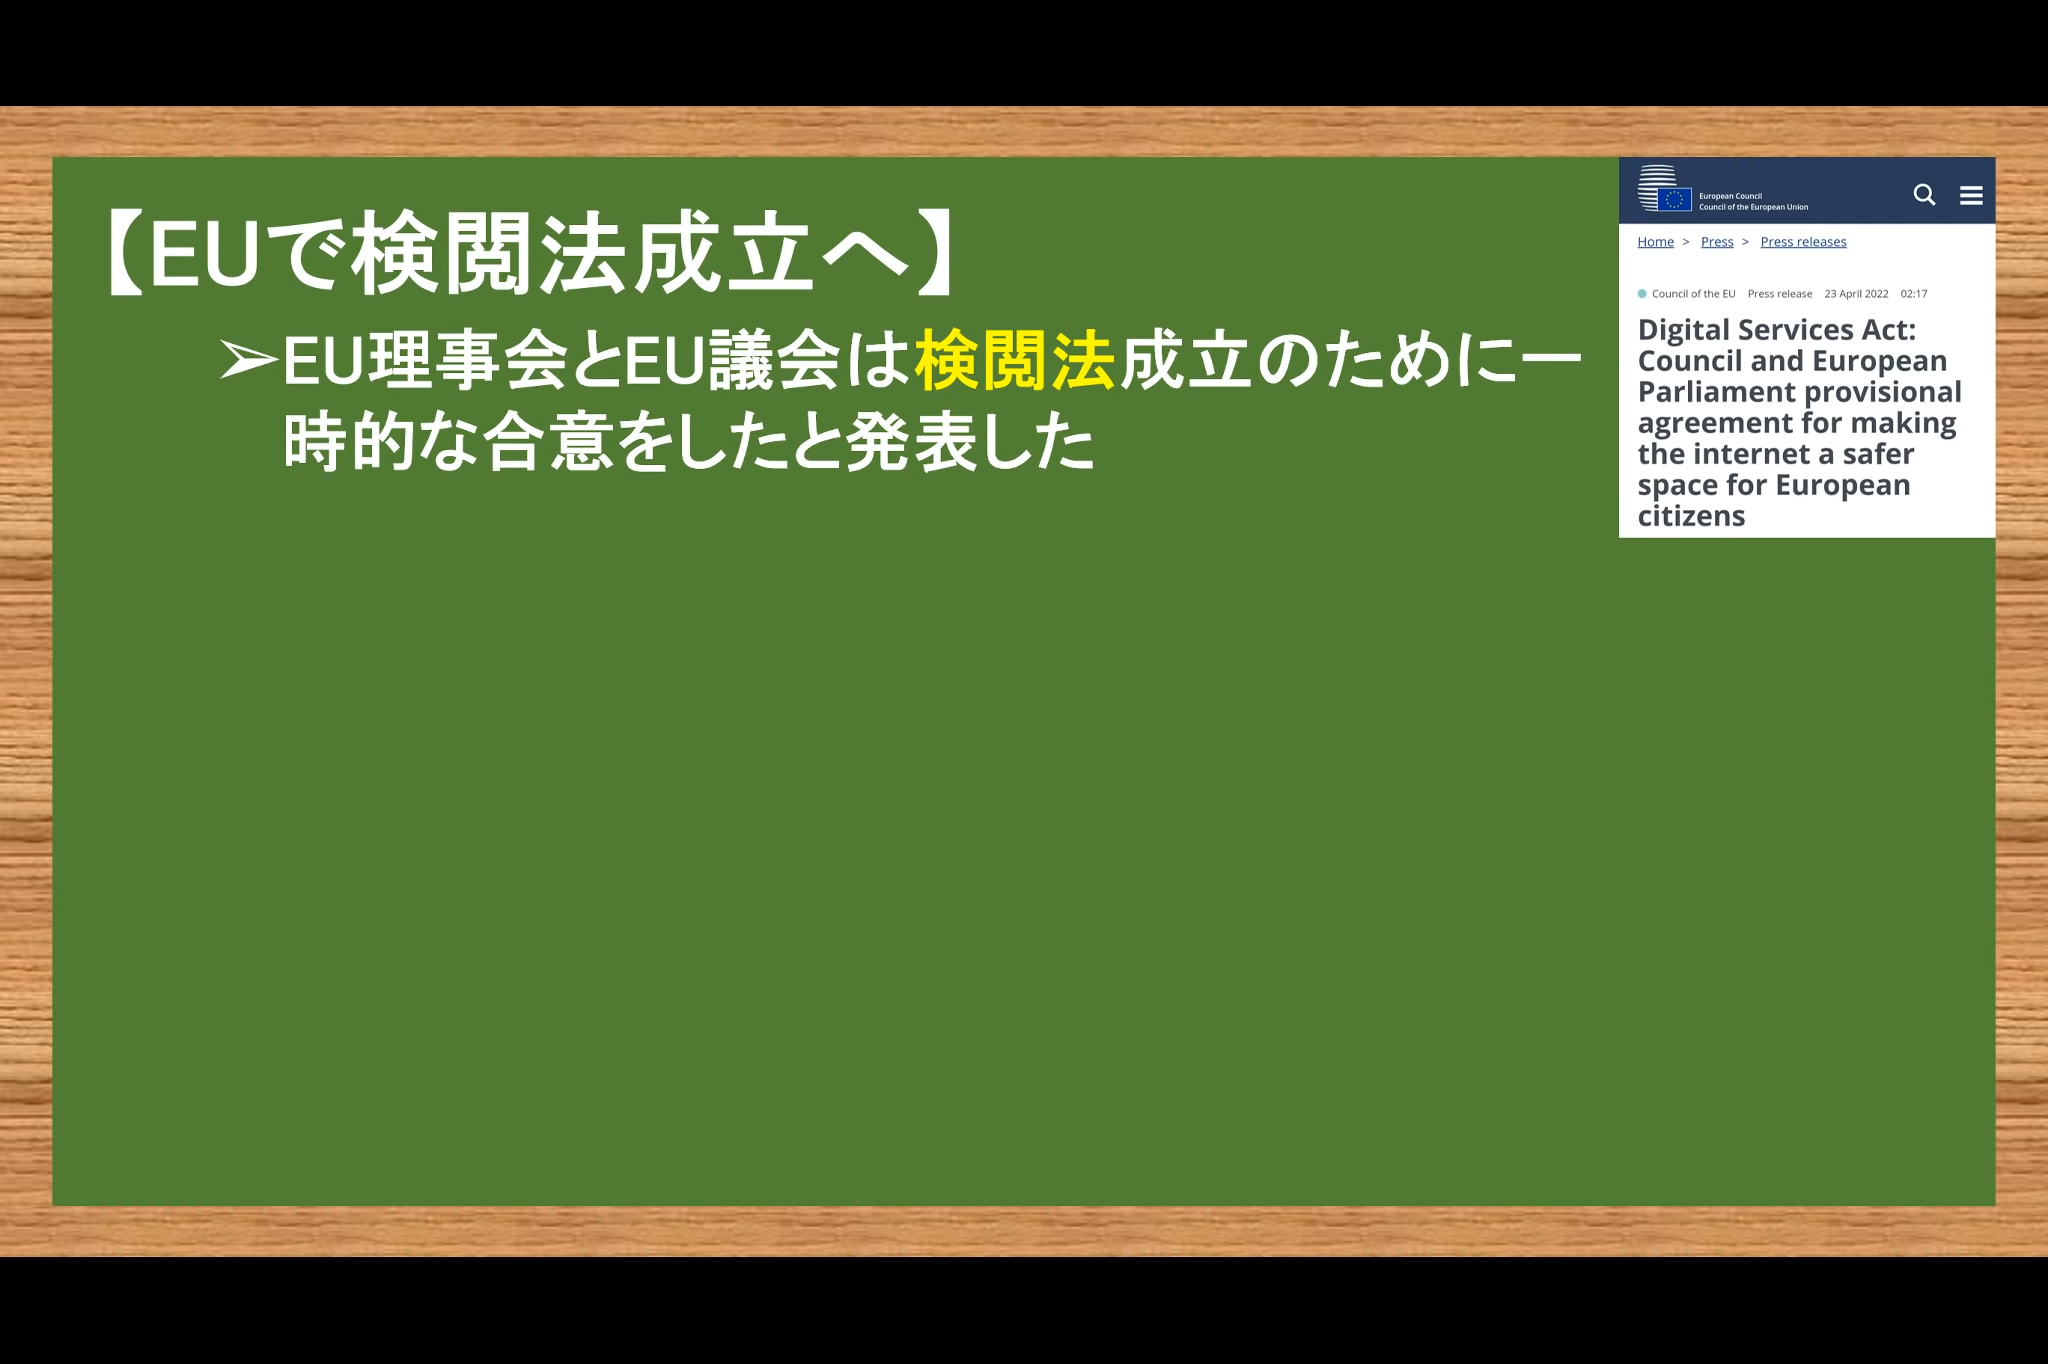 【EUで検閲法成立へ】
➢EU理事会とEU議会は検閲法成立のために一
時的な合意をしたと発表した
European Council
Council of the European Union
Home > Press > Press releases
Council of the EU Press release 23 April 2022 02:17
Digital Services Act:
Council and European
Parliament provisional
agreement for making
the internet a safer
space for European
citizens